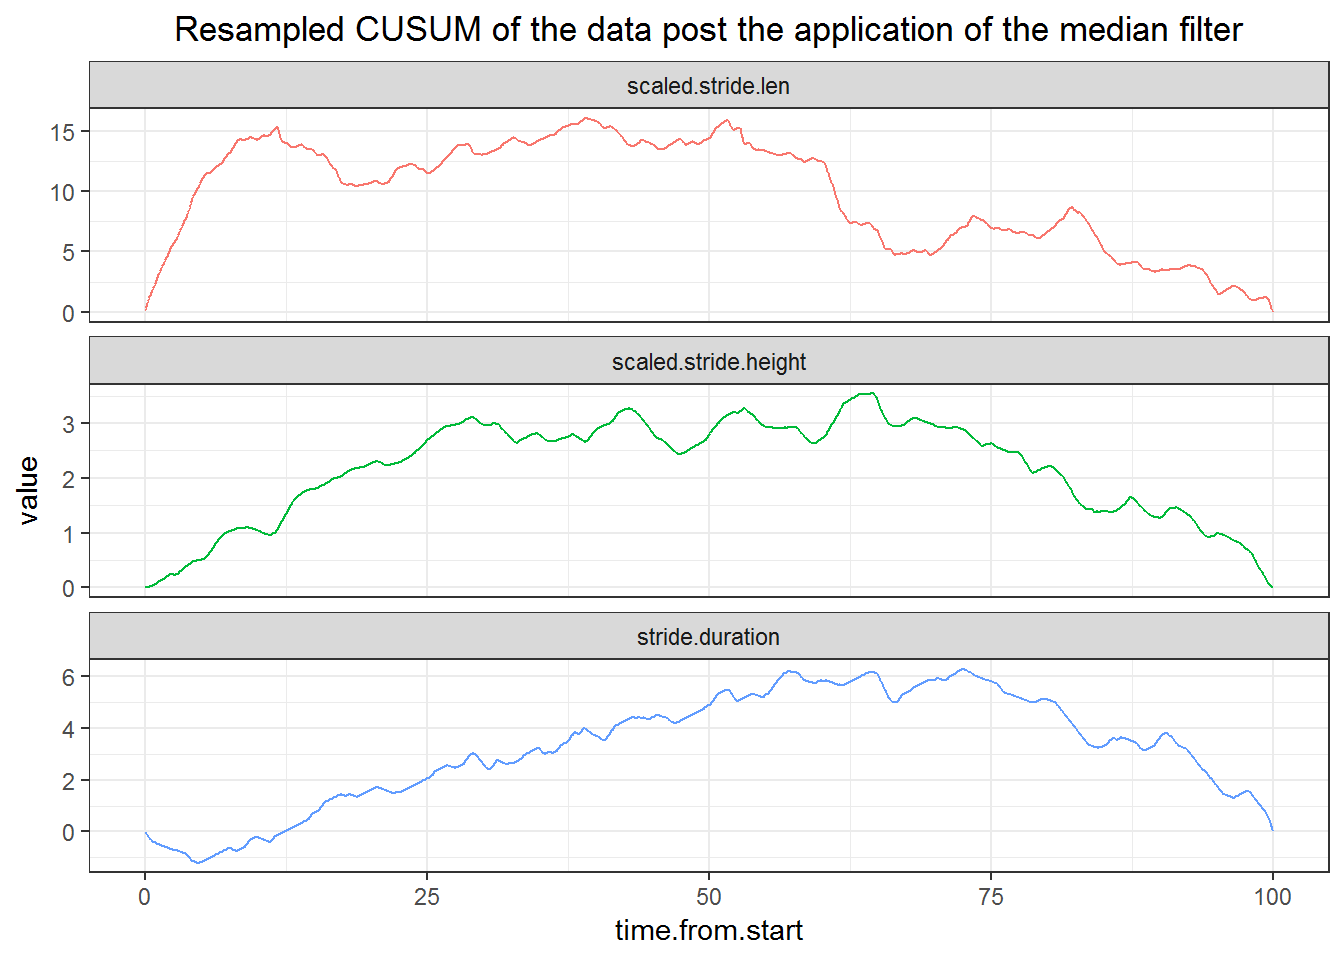 Resampled CUSUM of the data post the application of the median filter
scaled.stride.len
15
10
5
0
scaled.stride.height
3
2
1
0
value
stride.duration
6
4
2
0
0 25 50 75 100
time.from.start